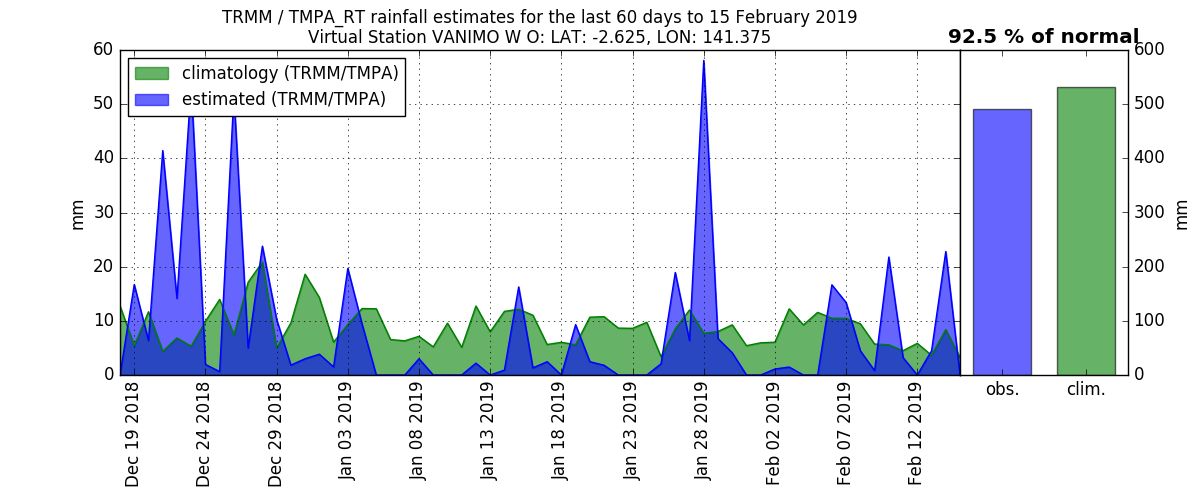 TRMM / TMPA_RT rainfall estimates for the last 60 days to 15 February 2019
Virtual Station VANIMO W O: LAT: -2.625, LON: 141.375
92.5 % of normal
climatology (TRMM/TMPA)
estimated (TRMM/TMPA)
60
50
40
30
20
10
0
mm
Dec 19 2018
Dec 24 2018
Dec 29 2018
Jan 03 2019
Jan 08 2019
Jan 13 2019
Jan 18 2019
Jan 23 2019
Jan 28 2019
Feb 02 2019
Feb 07 2019
Feb 12 2019
obs.
clim.
600
500
400
300
200
100
0
mm